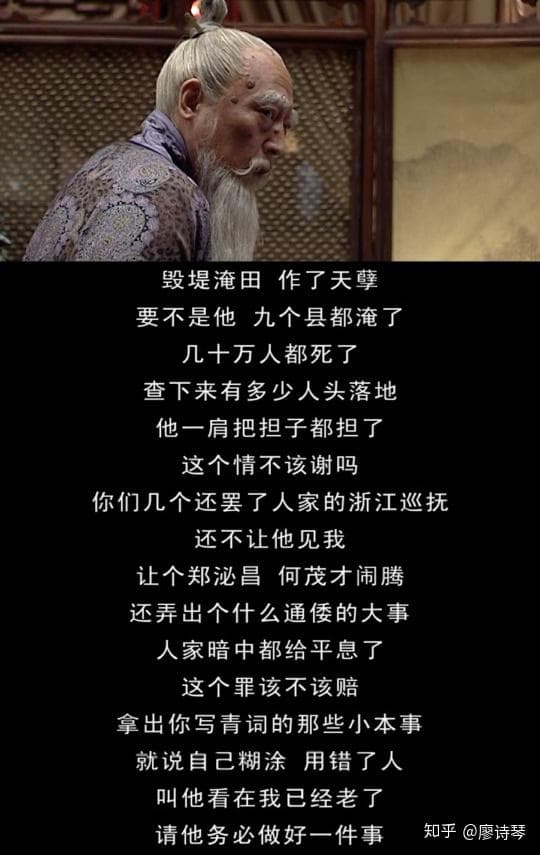 毁堤淹田 作了天孽
要不是他 九个县都淹了
几十万人都死了
查下来有多少人头落地
他一肩把担子都担了
这个情不该谢吗
你们几个还罢了人家的浙江巡抚
还不让他见我
让个郑泌昌 何茂才闹腾
还弄出个什么通倭的大事
人家暗中都给平息了
这个罪该不该赔
拿出你写青词的那些小本事
就说自己糊涂 用错了人
叫他看在我已经老了
请他务必做好一件事
知乎 @廖诗琴